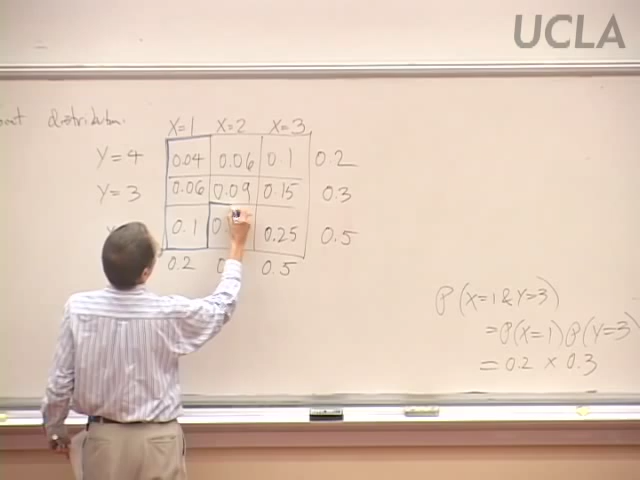 UCLA
distribution.
X=1 X=2 X=3
Y=4 0.04 0.06 0.1 0.2
Y=3 0.06 0.09 0.15 0.3
0.1 0.25 0.5
0.2 0.5
P(X=1 & Y=3)
=P(X=1)P(Y=3)
= 0.2 × 0.3